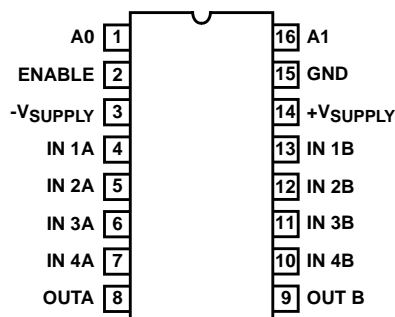 A0 1 16 A1
ENABLE 2 15 GND
-VSUPPLY 3 14 +VSUPPLY
IN 1A 4 13 IN 1B
IN 2A 5 12 IN 2B
IN 3A 6 11 IN 3B
IN 4A 7 10 IN 4B
OUTA 8 9 OUT B